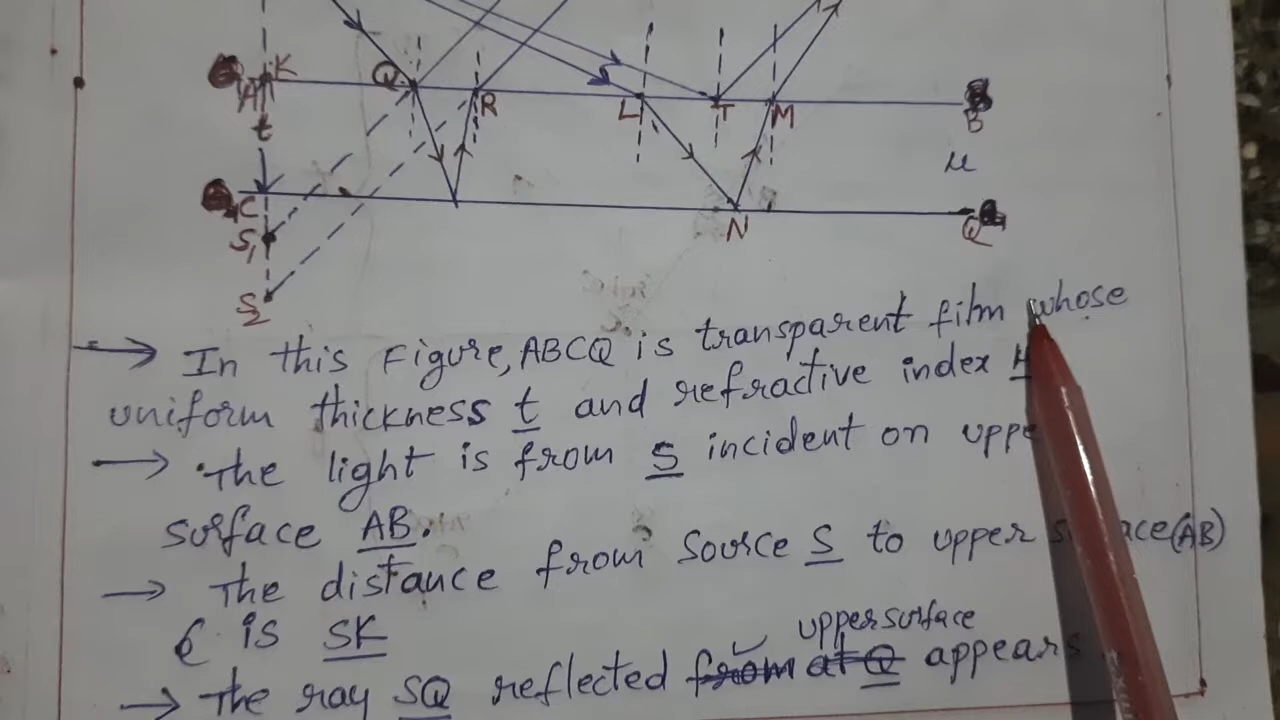 K
Q
A
R
L
T
M
B
t
μ
C
S1
N
Q
S2
→ In this Figure, ABCQ is transparent film whose
uniform thickness t and refractive index
→ The light is from S incident on uppe
surface AB.
→ The distance from source S to upper s ace(AB)
is SK
upper surface
→ The ray SQ reflected from at Q appears